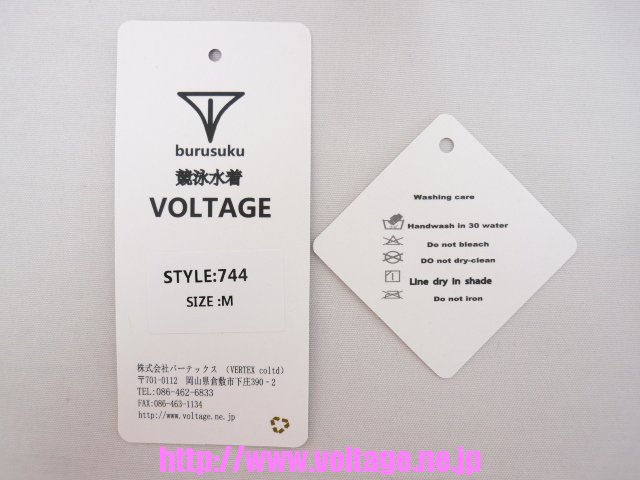 burusuku
競泳水着
VOLTAGE
STYLE:744
SIZE :M
株式会社バーテックス (VERTEX coltd)
〒701-0112 岡山県倉敷市下庄390-2
TEL:086-462-6833
FAX:086-463-1134
http://www.voltage.ne.jp
Washing care
Handwash in 30 water
Do not bleach
DO not dry-clean
Line dry in shade
Do not iron
http://www.voltage.ne.jp